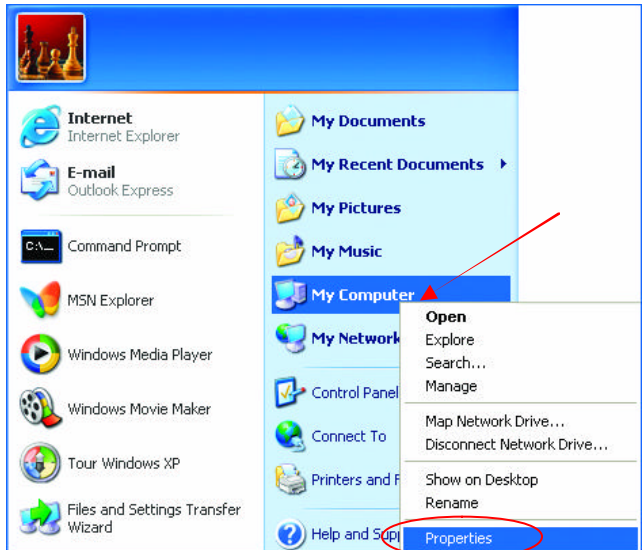 Internet
Internet Explorer
E-mail
Outlook Express
C:\_
Command Prompt
MSN Explorer
Windows Media Player
Windows Movie Maker
Tour Windows XP
Files and Settings Transfer
Wizard
My Documents
My Recent Documents
My Pictures
My Music
My Computer
My Network
Control Panel
Connect To
Printers and F
Help and Supp
Open
Explore
Search...
Manage
Map Network Drive...
Disconnect Network Drive...
Show on Desktop
Rename
Properties